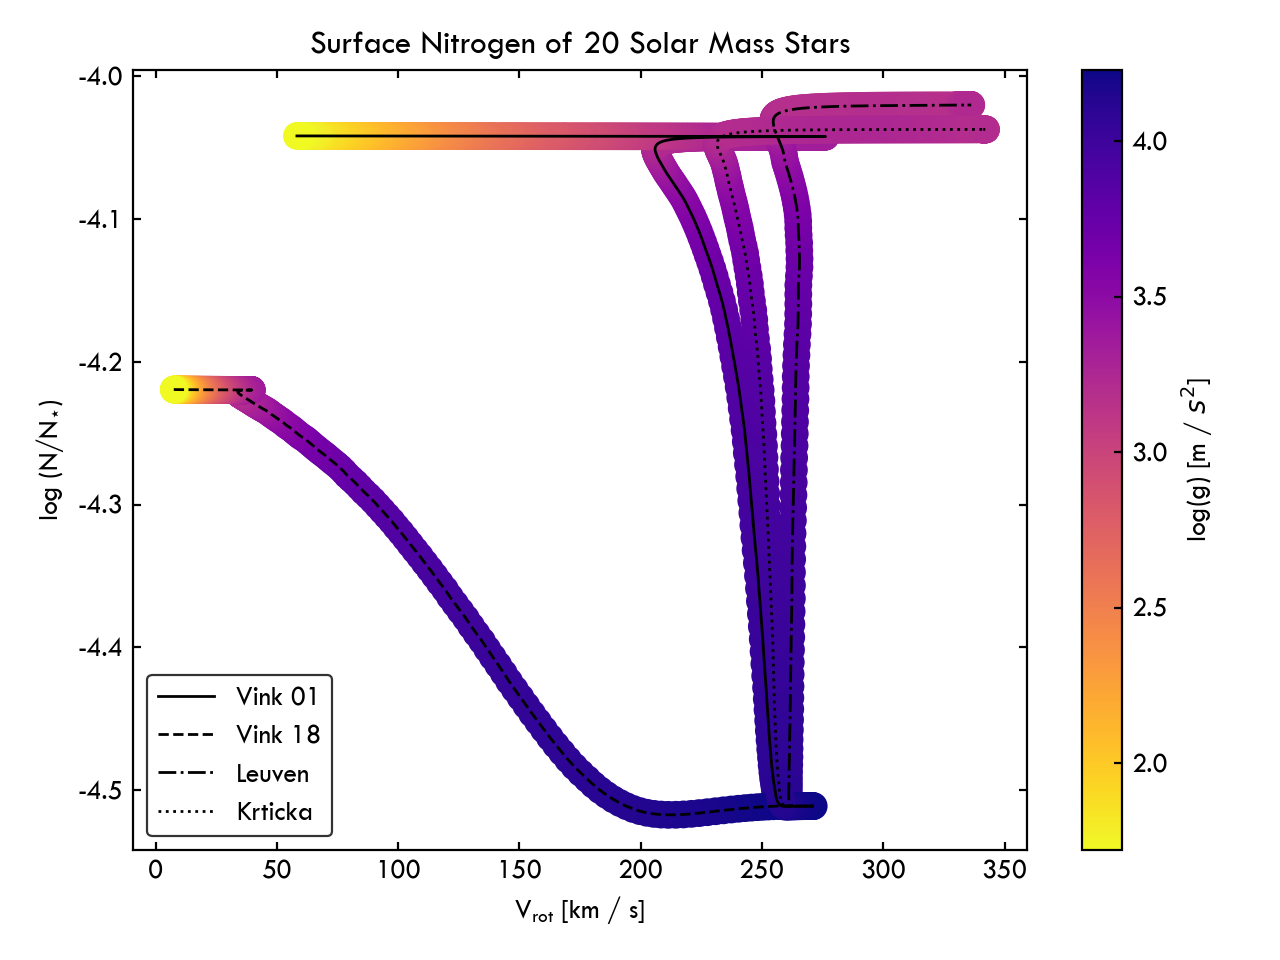 Surface Nitrogen of 20 Solar Mass Stars
-4.0
-4.1
-4.2
-4.3
-4.4
-4.5
log (N/N⋆)
0
50
100
150
200
250
300
350
V_rot [km / s]
Vink 01
Vink 18
Leuven
Krticka
4.0
3.5
3.0
2.5
2.0
log(g) [m / s²]